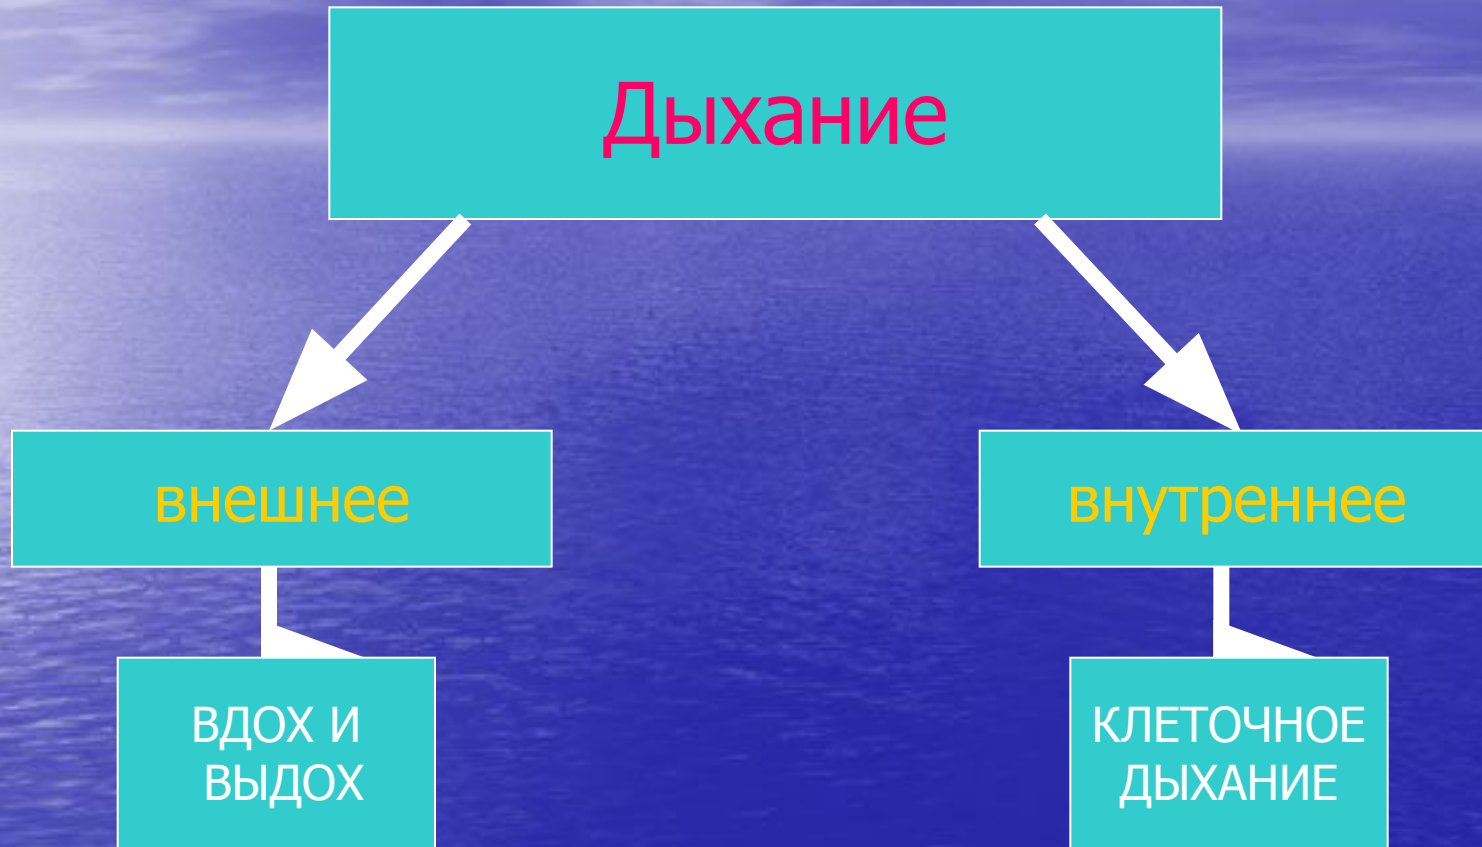 Дыхание
внешнее
внутреннее
ВДОХ И
ВЫДОХ
КЛЕТОЧНОЕ
ДЫХАНИЕ